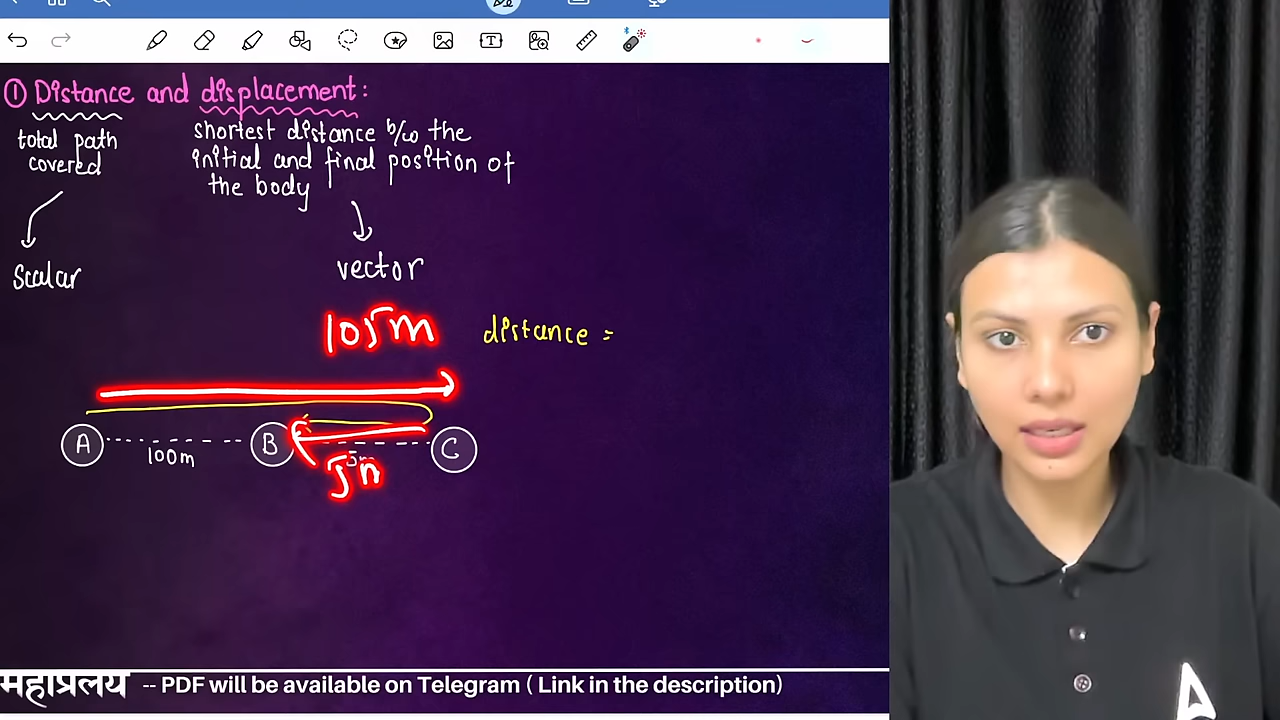 ① Distance and displacement:
total path
covered
shortest distance b/w the
initial and final position of
the body
Scalar
vector
105m
distance =
A
B
C
100m
5m
5m
महाप्रलय -- PDF will be available on Telegram ( Link in the description)